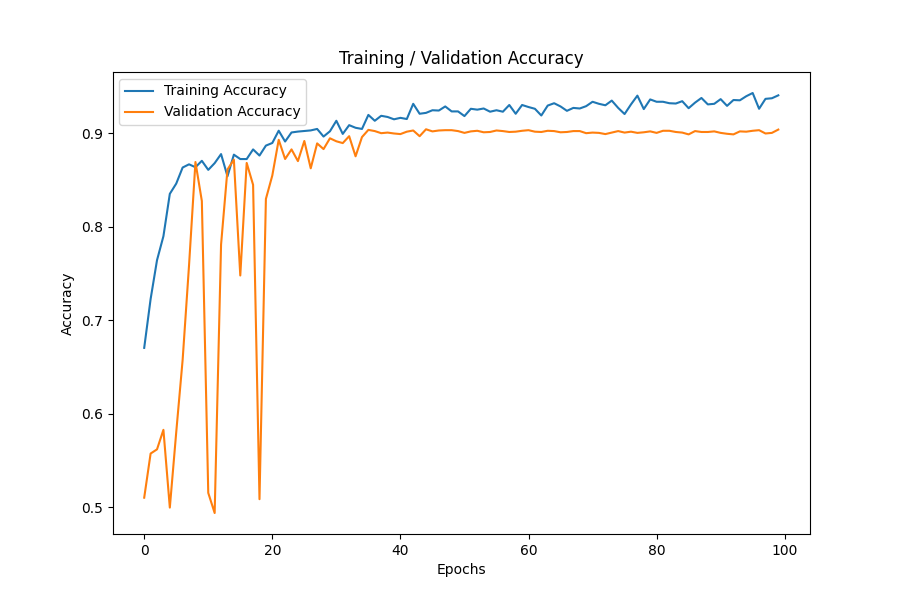 Training / Validation Accuracy
Training Accuracy
Validation Accuracy
0.9
0.8
0.7
0.6
0.5
Accuracy
0 20 40 60 80 100
Epochs